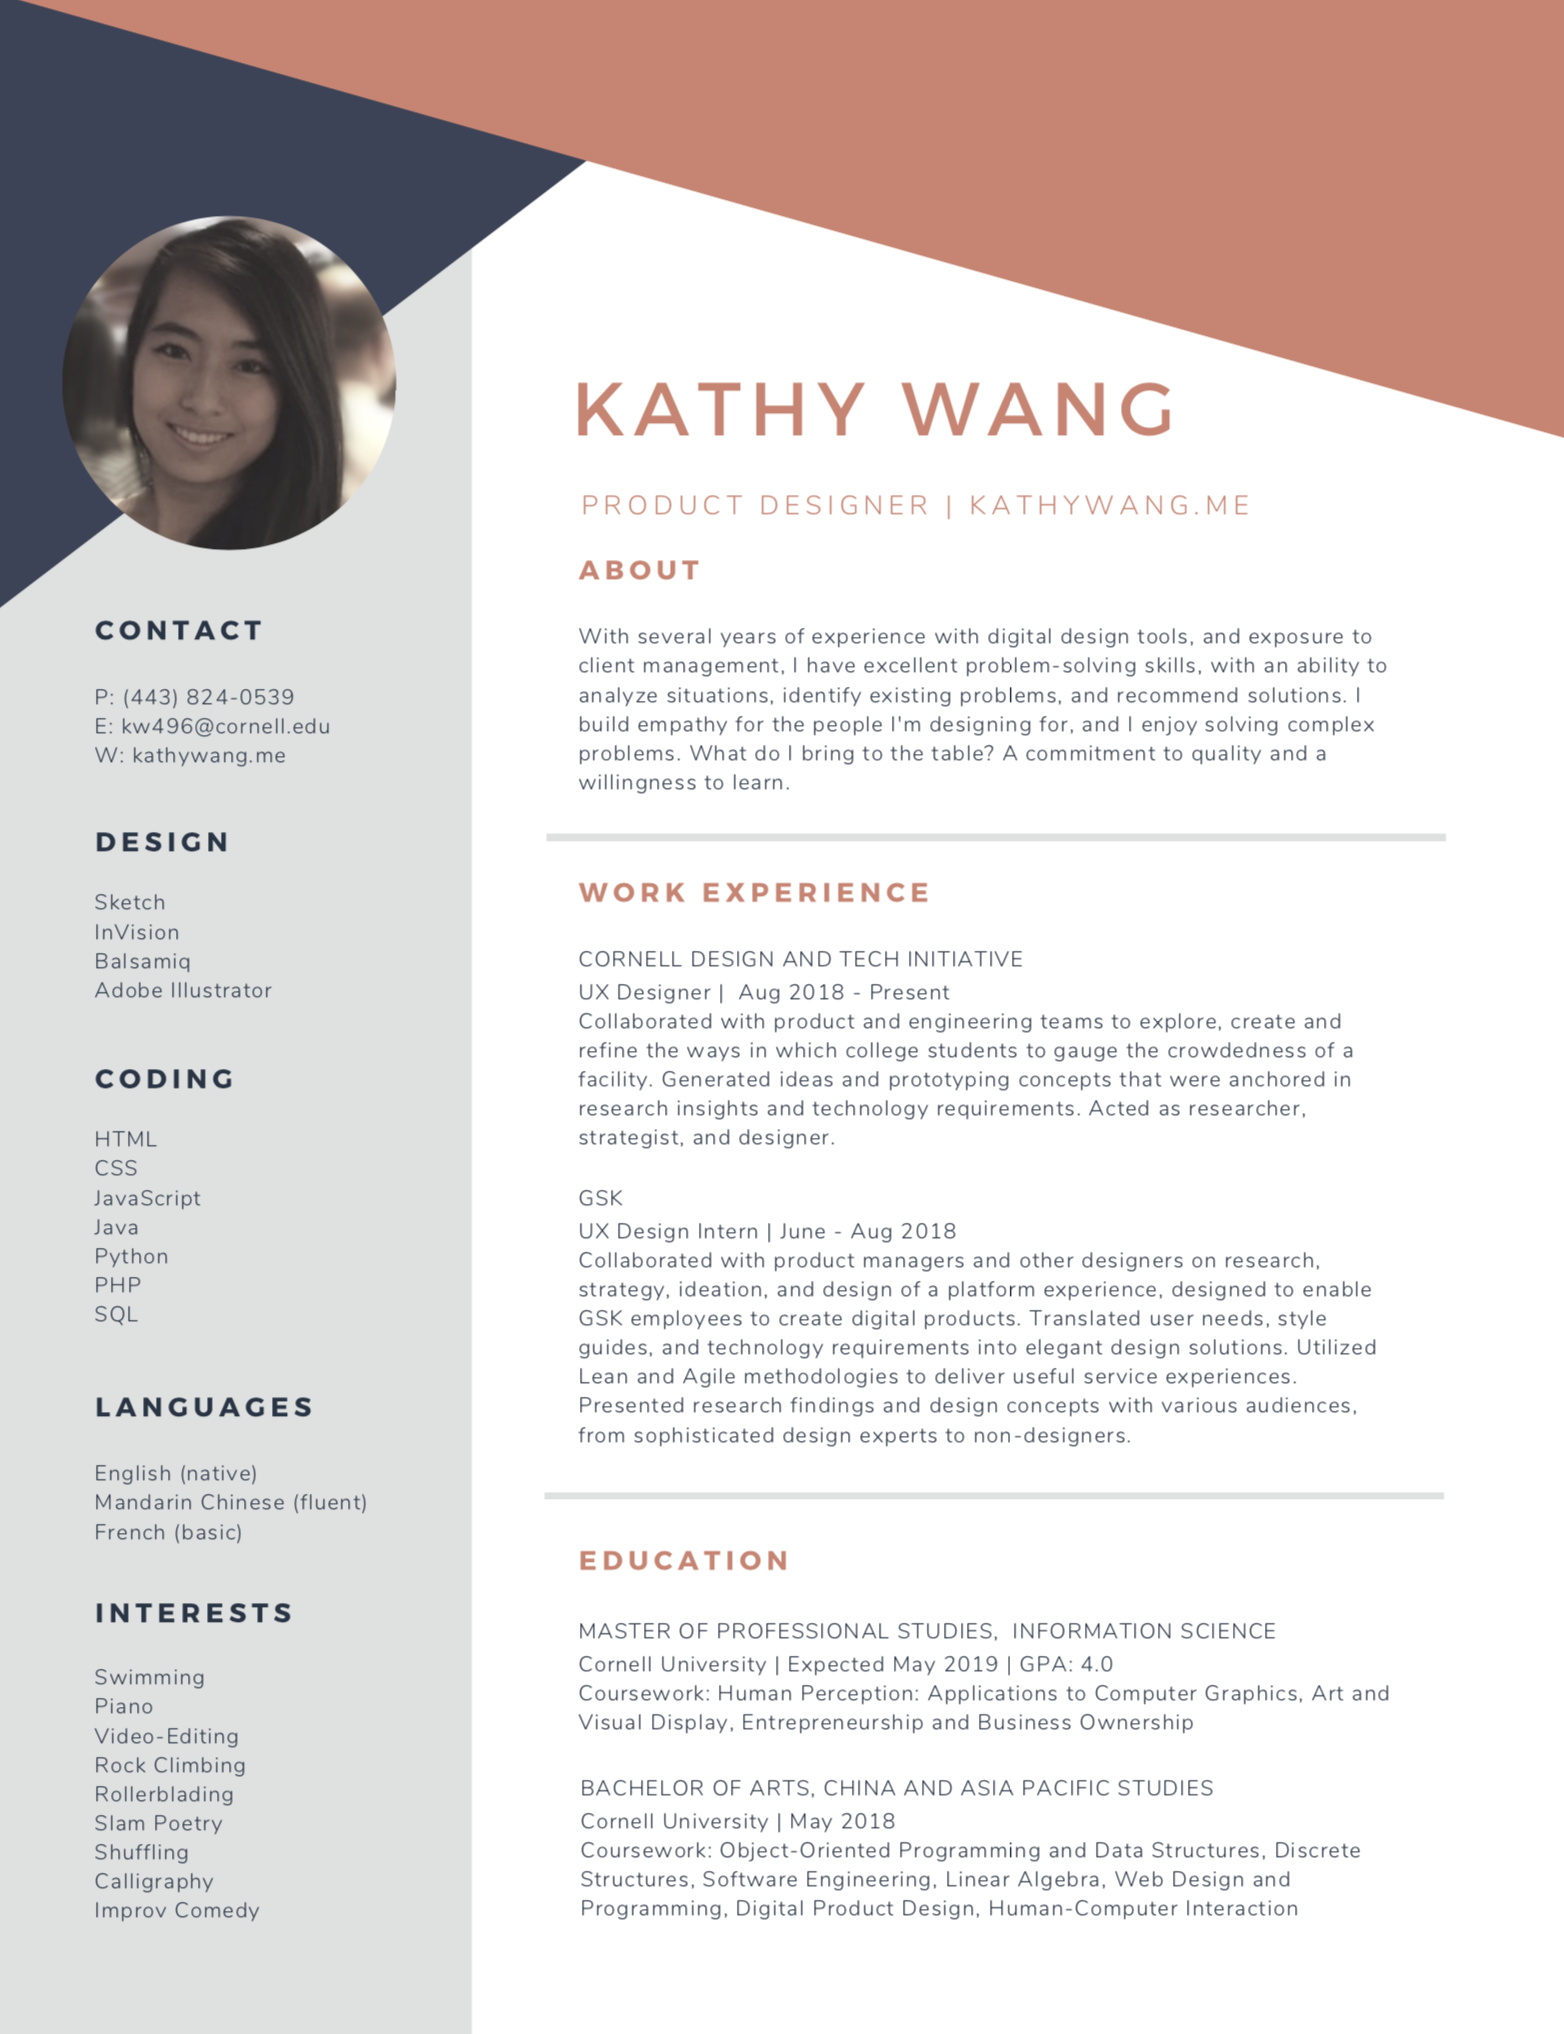 KATHY WANG
PRODUCT DESIGNER | KATHYWANG.ME
CONTACT
P: (443) 824-0539
E: kw496@cornell.edu
W: kathywang.me
DESIGN
Sketch
InVision
Balsamiq
Adobe Illustrator
CODING
HTML
CSS
JavaScript
Java
Python
PHP
SQL
LANGUAGES
English (native)
Mandarin Chinese (fluent)
French (basic)
INTERESTS
Swimming
Piano
Video-Editing
Rock Climbing
Rollerblading
Slam Poetry
Shuffling
Calligraphy
Improv Comedy
ABOUT
With several years of experience with digital design tools, and exposure to
client management, I have excellent problem-solving skills, with an ability to
analyze situations, identify existing problems, and recommend solutions. I
build empathy for the people I'm designing for, and I enjoy solving complex
problems. What do I bring to the table? A commitment to quality and a
willingness to learn.
WORK EXPERIENCE
CORNELL DESIGN AND TECH INITIATIVE
UX Designer | Aug 2018 - Present
Collaborated with product and engineering teams to explore, create and
refine the ways in which college students to gauge the crowdedness of a
facility. Generated ideas and prototyping concepts that were anchored in
research insights and technology requirements. Acted as researcher,
strategist, and designer.
GSK
UX Design Intern | June - Aug 2018
Collaborated with product managers and other designers on research,
strategy, ideation, and design of a platform experience, designed to enable
GSK employees to create digital products. Translated user needs, style
guides, and technology requirements into elegant design solutions. Utilized
Lean and Agile methodologies to deliver useful service experiences.
Presented research findings and design concepts with various audiences,
from sophisticated design experts to non-designers.
EDUCATION
MASTER OF PROFESSIONAL STUDIES, INFORMATION SCIENCE
Cornell University | Expected May 2019 | GPA: 4.0
Coursework: Human Perception: Applications to Computer Graphics, Art and
Visual Display, Entrepreneurship and Business Ownership
BACHELOR OF ARTS, CHINA AND ASIA PACIFIC STUDIES
Cornell University | May 2018
Coursework: Object-Oriented Programming and Data Structures, Discrete
Structures, Software Engineering, Linear Algebra, Web Design and
Programming, Digital Product Design, Human-Computer Interaction